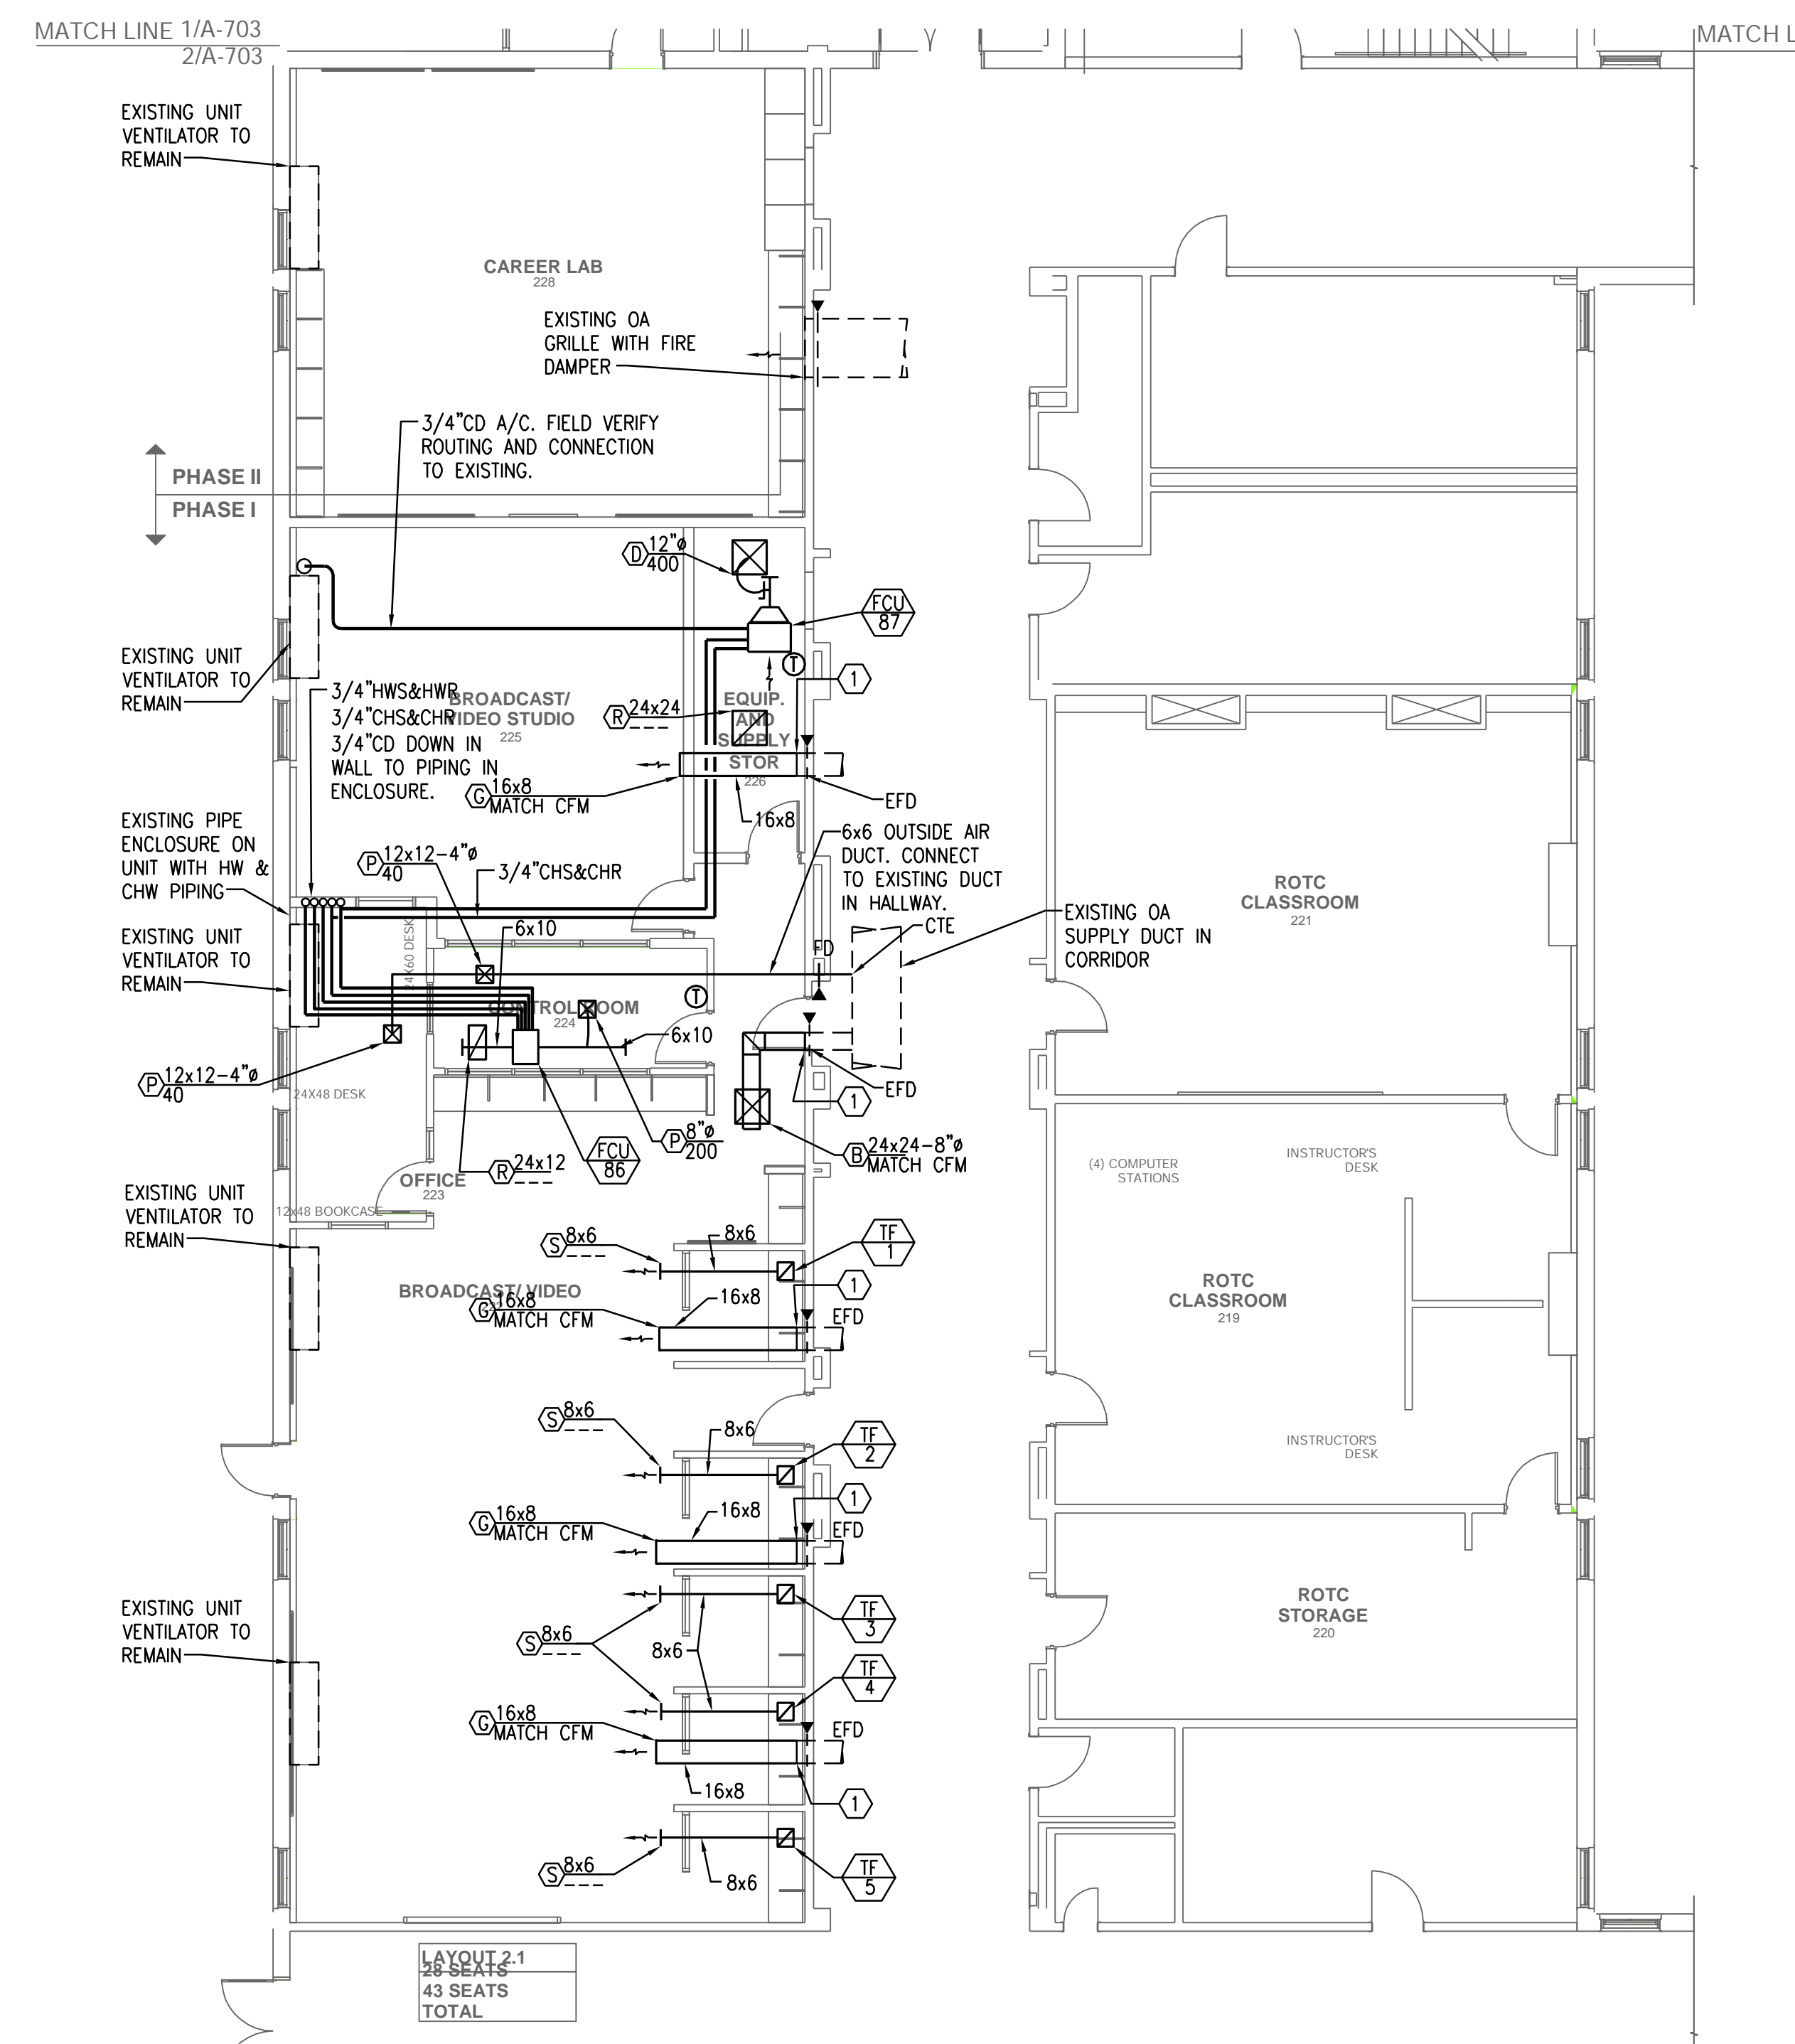 MATCH LINE 1/A-703
2/A-703
MATCH L
EXISTING UNIT
VENTILATOR TO
REMAIN
CAREER LAB
228
EXISTING OA
GRILLE WITH FIRE
DAMPER
3/4"CD A/C. FIELD VERIFY
ROUTING AND CONNECTION
TO EXISTING.
PHASE II
PHASE I
D 12"ø
400
FCU
87
T
1
EXISTING UNIT
VENTILATOR TO
REMAIN
3/4"HWS&HWR
3/4"CHS&CHR
3/4"CD DOWN IN
WALL TO PIPING IN
ENCLOSURE.
BROADCAST/
VIDEO STUDIO
225
R 24x24
EQUIP.
AND
SUPPLY
STOR
226
G 16x8
MATCH CFM
EFD
16x8
EXISTING PIPE
ENCLOSURE ON
UNIT WITH HW &
CHW PIPING
P 12x12-4"ø
40
3/4"CHS&CHR
6x6 OUTSIDE AIR
DUCT. CONNECT
TO EXISTING DUCT
IN HALLWAY.
CTE
EXISTING OA
SUPPLY DUCT IN
CORRIDOR
ROTC
CLASSROOM
221
EXISTING UNIT
VENTILATOR TO
REMAIN
24X60 DESK
6x10
FD
CONTROL ROOM
224
T
6x10
EFD
1
P 12x12-4"ø
40
24X48 DESK
R 24x12
FCU
86
P 8"ø
200
B 24x24-8"ø
MATCH CFM
OFFICE
223
12x48 BOOKCASE
(4) COMPUTER
STATIONS
INSTRUCTOR'S
DESK
EXISTING UNIT
VENTILATOR TO
REMAIN
S 8x6
8x6
TF
1
1
BROADCAST/ VIDEO
G 16x8
MATCH CFM
16x8
EFD
ROTC
CLASSROOM
219
S 8x6
8x6
TF
2
INSTRUCTOR'S
DESK
1
G 16x8
MATCH CFM
16x8
EFD
EXISTING UNIT
VENTILATOR TO
REMAIN
S 8x6
8x6
TF
3
ROTC
STORAGE
220
TF
4
G 16x8
MATCH CFM
EFD
16x8
1
S 8x6
8x6
TF
5
LAYOUT 2.1
28 SEATS
43 SEATS
TOTAL